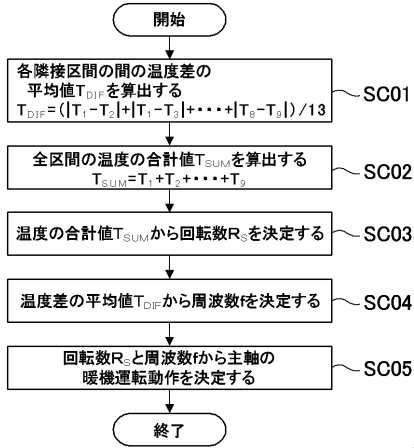 開始
各隣接区間の間の温度差の
平均値TDIFを算出する
TDIF=(|T1-T2|+|T1-T3|+・・・+|T8-T9|)/13
SC01
全区間の温度の合計値TSUMを算出する
TSUM=T1+T2+・・・+T9
SC02
温度の合計値TSUMから回転数RSを決定する
SC03
温度差の平均値TDIFから周波数fを決定する
SC04
回転数RSと周波数fから主軸の
暖機運転動作を決定する
SC05
終了